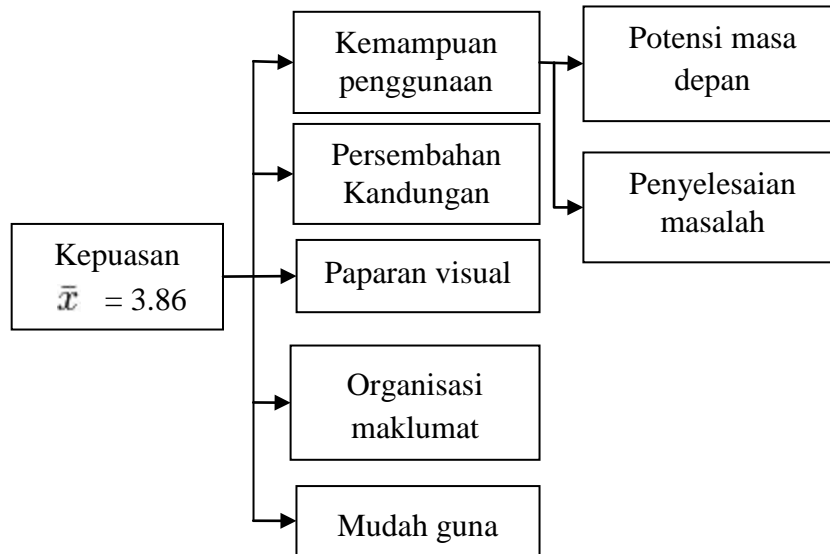 Kemampuan
penggunaan
Potensi masa
depan
Persembahan
Kandungan
Penyelesaian
masalah
Kepuasan
x̄ = 3.86
Paparan visual
Organisasi
maklumat
Mudah guna